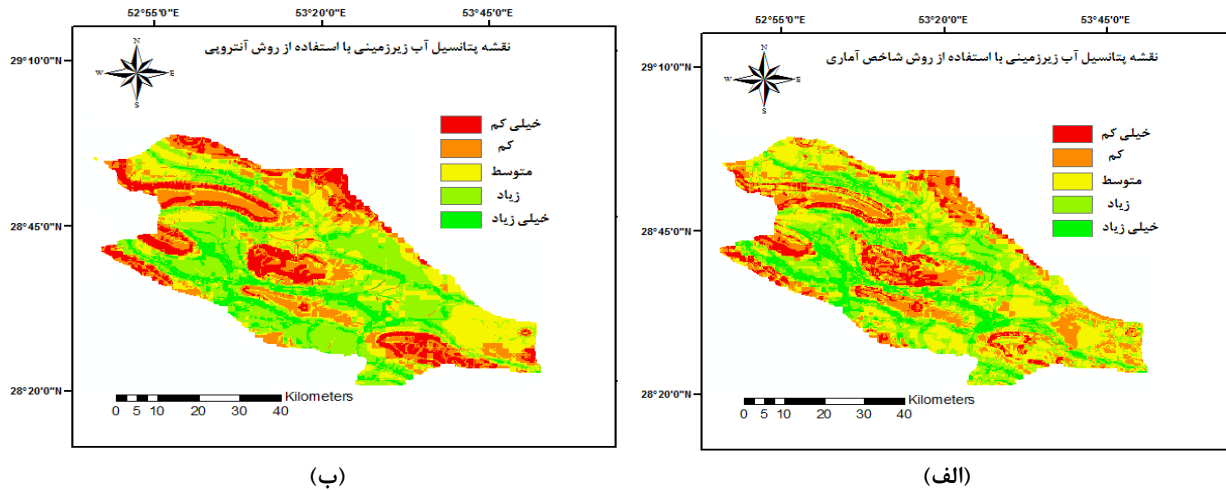 52°55'0"E 53°20'0"E 53°45'0"E
نقشه پتانسیل آب زیرزمینی با استفاده از روش آنتروپی
29°10'0"N
28°45'0"N
28°20'0"N
N
W E
S
خیلی کم
کم
متوسط
زیاد
خیلی زیاد
Kilometers
0 5 10 20 30 40
(ب)
52°55'0"E 53°20'0"E 53°45'0"E
نقشه پتانسیل آب زیرزمینی با استفاده از روش شاخص آماری
29°10'0"N
28°45'0"N
28°20'0"N
N
W E
S
خیلی کم
کم
متوسط
زیاد
خیلی زیاد
Kilometers
0 5 10 20 30 40
(الف)